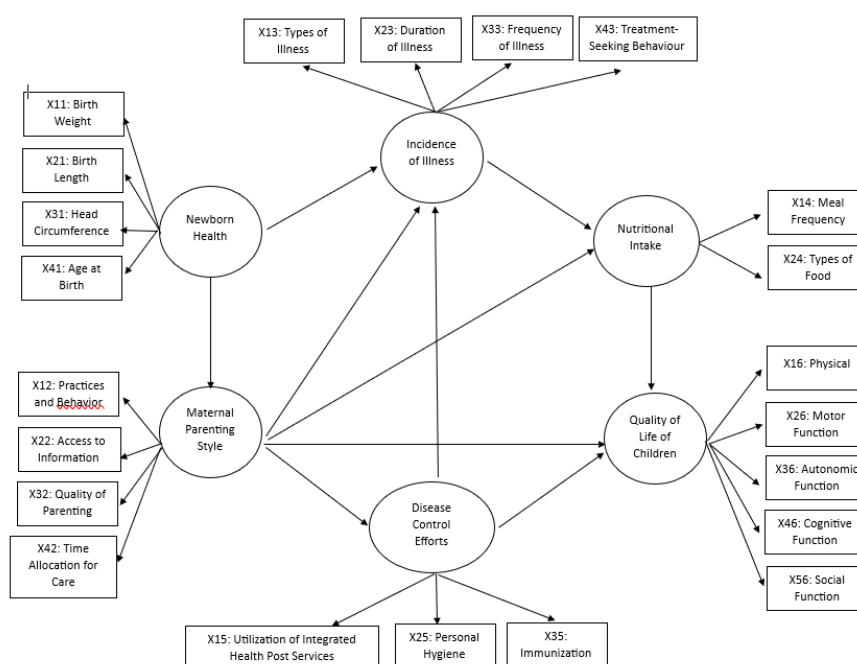 X13: Types of
Illness
X23: Duration
of Illness
X33: Frequency
of Illness
X43: Treatment-
Seeking Behaviour
X11: Birth
Weight
X21: Birth
Length
X31: Head
Circumference
X41: Age at
Birth
Newborn
Health
Incidence
of Illness
Nutritional
Intake
X14: Meal
Frequency
X24: Types of
Food
X12: Practices
and Behavior
X22: Access to
Information
X32: Quality of
Parenting
X42: Time
Allocation for
Care
Maternal
Parenting
Style
Quality of
Life of
Children
X16: Physical
X26: Motor
Function
X36: Autonomic
Function
X46: Cognitive
Function
X56: Social
Function
Disease
Control
Efforts
X15: Utilization of Integrated
Health Post Services
X25: Personal
Hygiene
X35:
Immunization